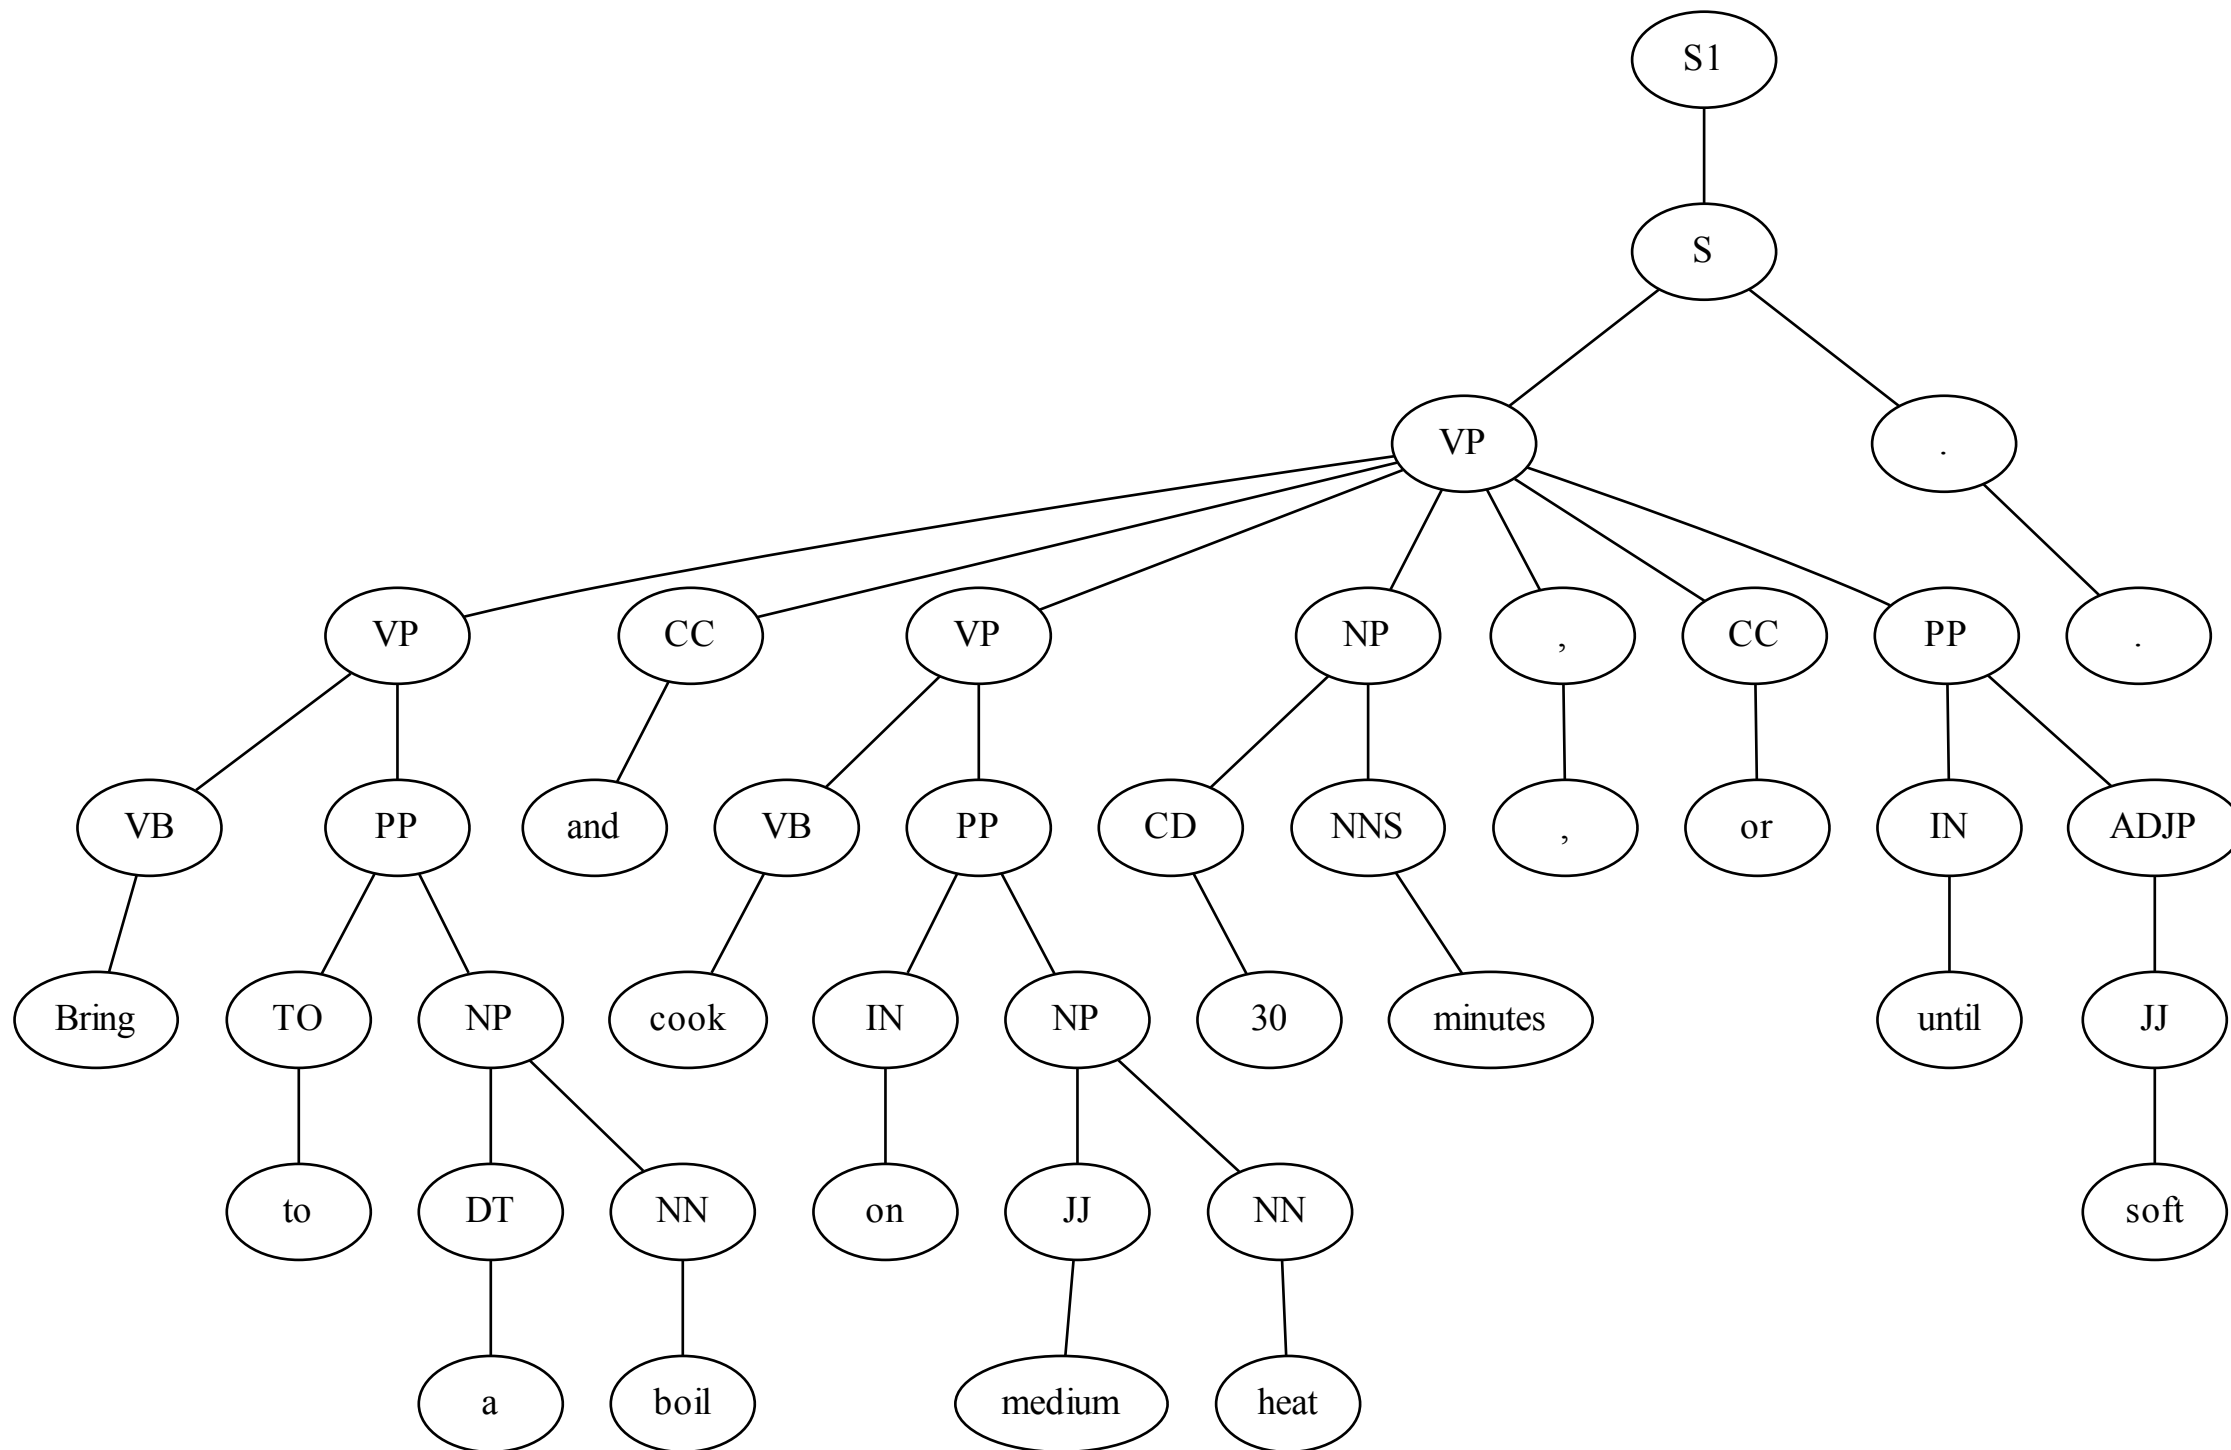 S1
S
VP .
VP CC VP NP , CC PP .
VB PP and VB PP CD NNS , or IN ADJP
Bring TO NP cook IN NP 30 minutes until JJ
to DT NN on JJ NN soft
a boil medium heat